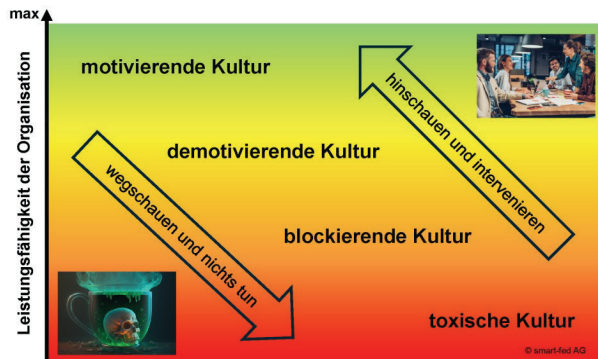 max
Leistungsfähigkeit der Organisation
motivierende Kultur
hinschauen und intervenieren
demotivierende Kultur
wegschauen und nichts tun
blockierende Kultur
toxische Kultur
© smart-fed AG